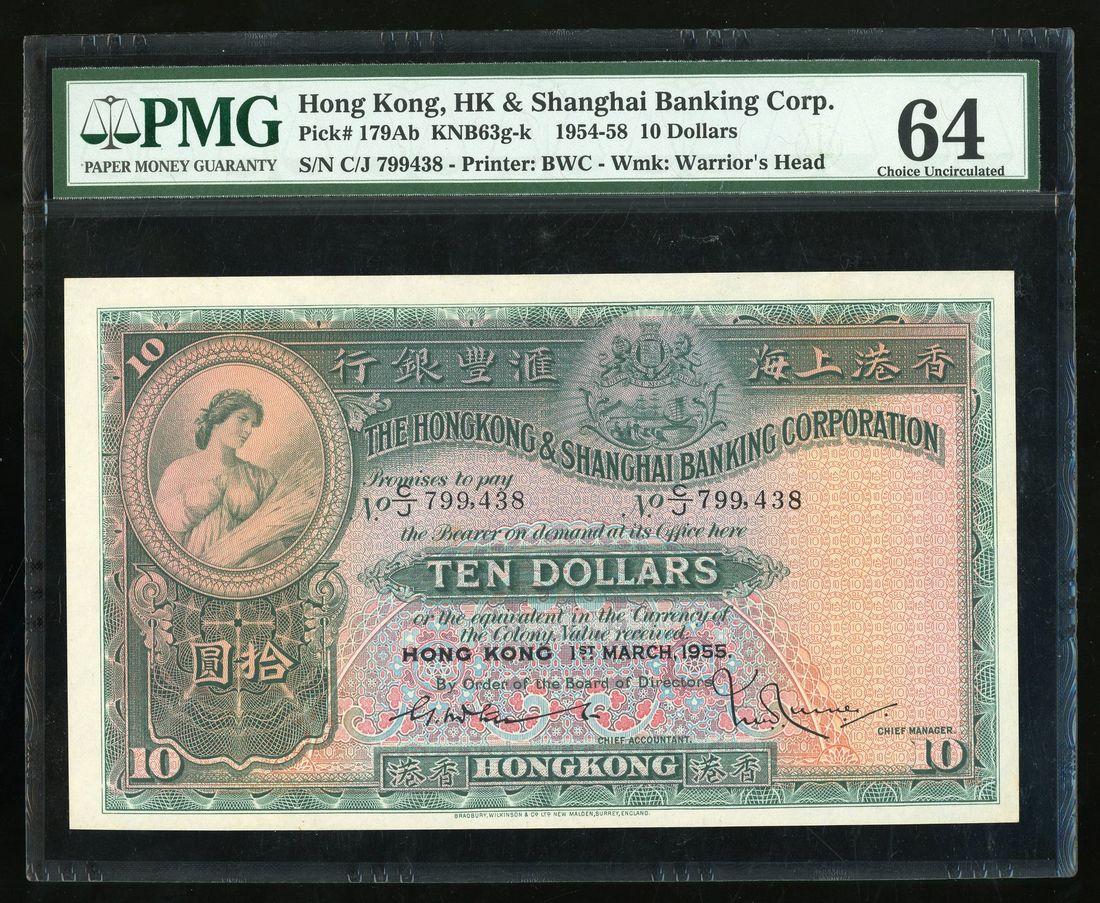 PMG
PAPER MONEY GUARANTY
Hong Kong, HK & Shanghai Banking Corp.
Pick# 179Ab KNB63g-k 1954-58 10 Dollars
S/N C/J 799438 - Printer: BWC - Wmk: Warrior's Head
64
Choice Uncirculated
10
行銀豐滙 海上港香
THE HONGKONG & SHANGHAI BANKING CORPORATION
Promises to pay
No C/J 799,438 No C/J 799,438
the Bearer on demand at its Office here
TEN DOLLARS
or the equivalent in the Currency of
the Colony, Value received.
HONG KONG 1ST MARCH, 1955.
By Order of the Board of Directors
圓拾
CHIEF ACCOUNTANT.
CHIEF MANAGER.
10 港香 HONGKONG 港香 10
BRADBURY, WILKINSON & Co LTD NEW MALDEN, SURREY, ENGLAND.